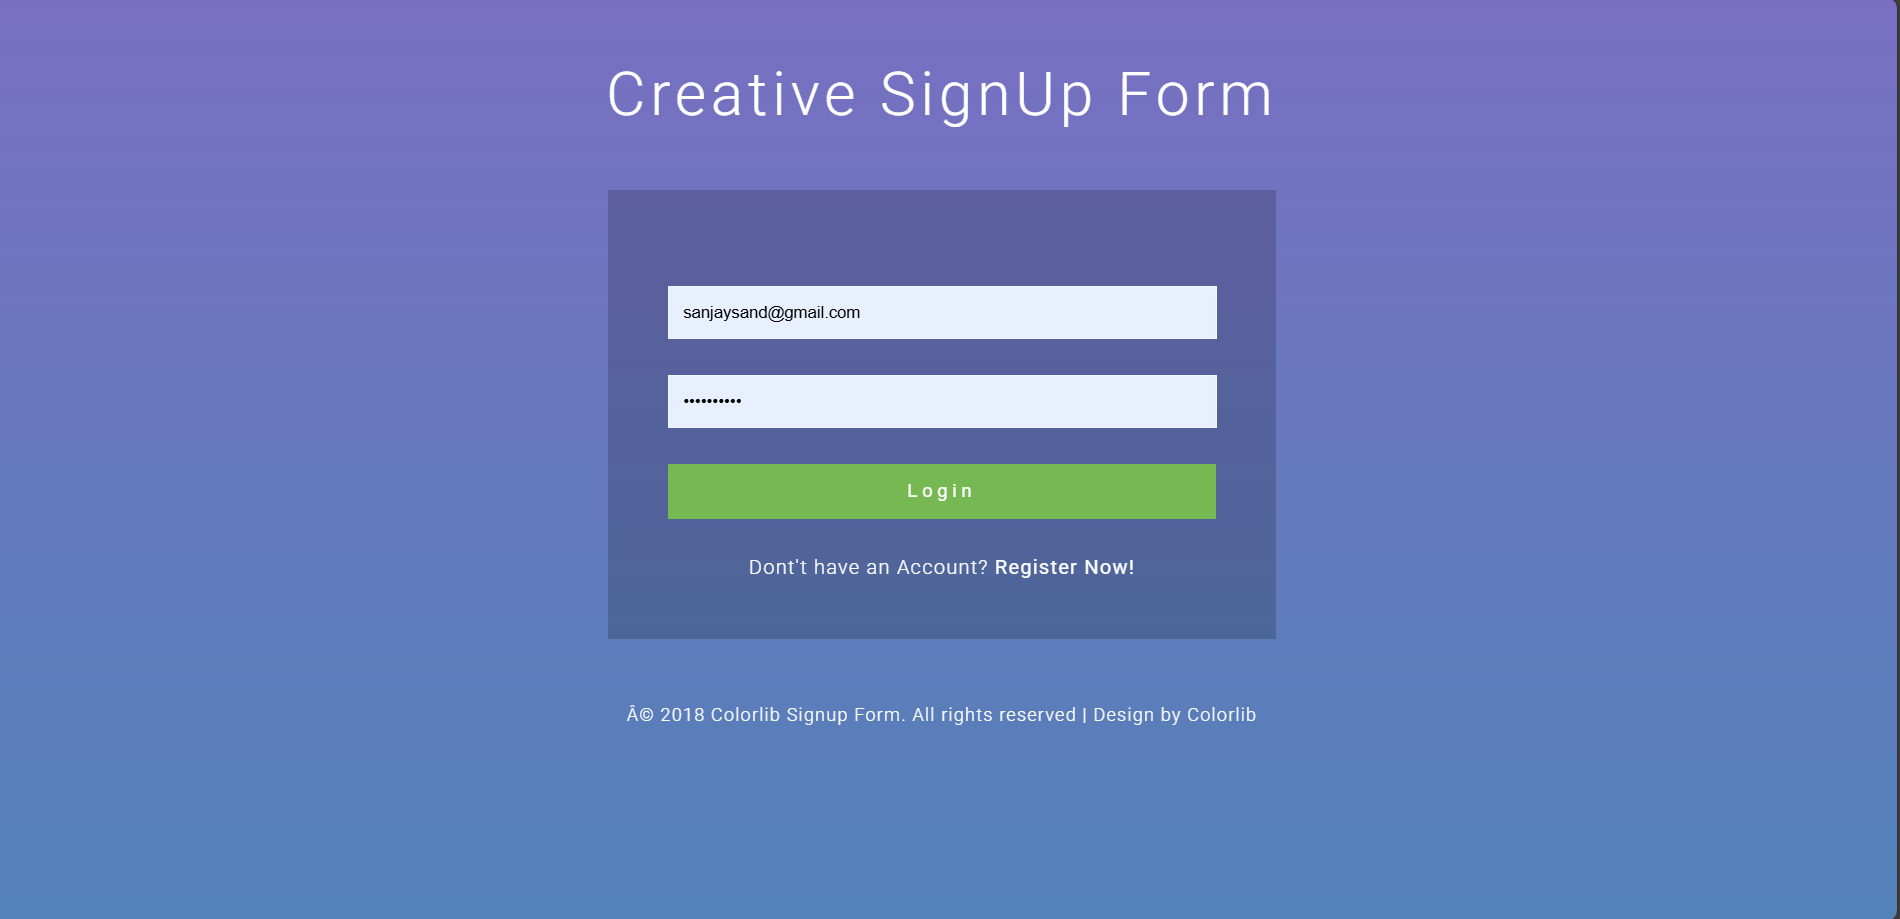 Creative SignUp Form
sanjaysand@gmail.com
••••••••••
Login
Dont't have an Account? Register Now!
Â© 2018 Colorlib Signup Form. All rights reserved | Design by Colorlib